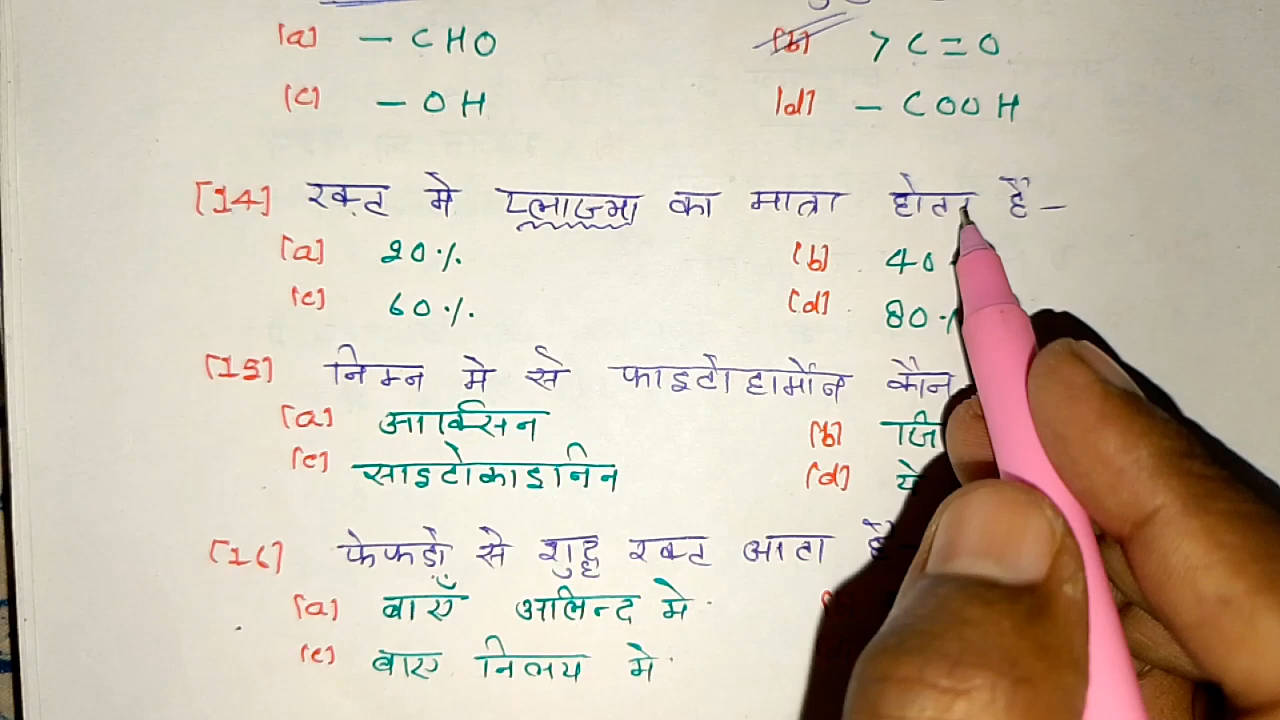 [a] – CHO [b] >C=O
[c] – OH [d] – COOH
[14] रक्त मे प्लाज्मा का मात्रा होता है –
[a] 20% [b] 40
[c] 60% [d] 80%
[15] निम्न मे से फाइटोहार्मोन कौन
[a] आक्सिन [b] जि
[c] साइटोकाइनिन [d] ये
[16] फेफड़ो से शुद्ध रक्त आता है
[a] बाएँ अलिन्द मे
[c] बाएं निलय मे